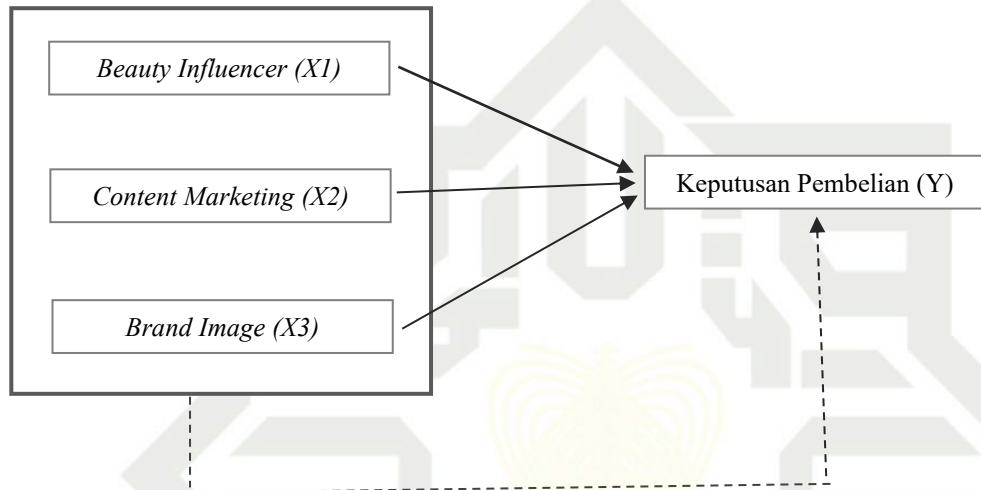 Beauty Influencer (X1)
Content Marketing (X2)
Keputusan Pembelian (Y)
Brand Image (X3)